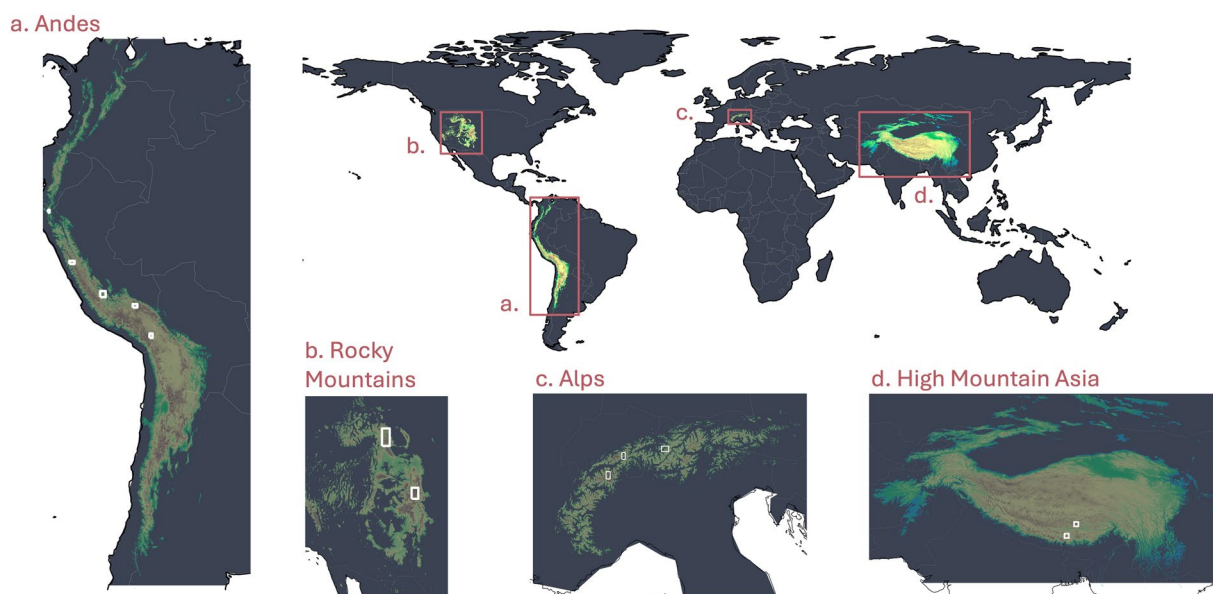 a. Andes
c.
b.
d.
a.
b. Rocky
Mountains
c. Alps
d. High Mountain Asia